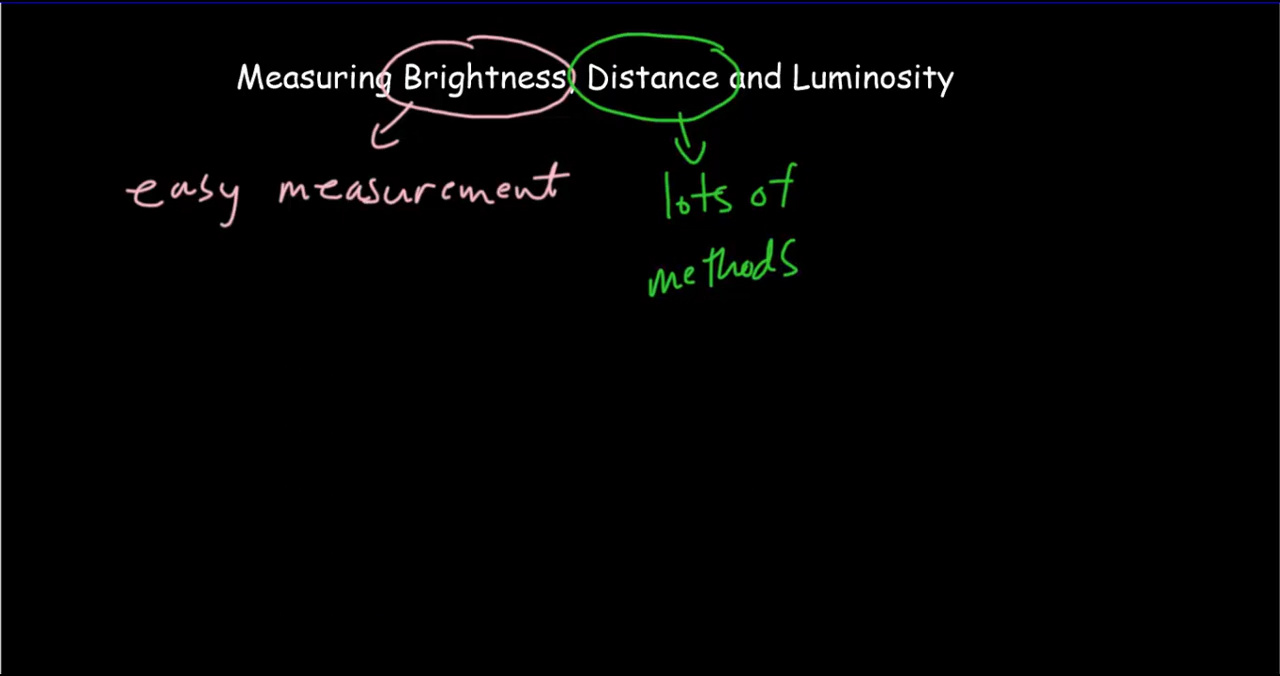 Measuring Brightness, Distance and Luminosity
easy measurement
lots of
methods